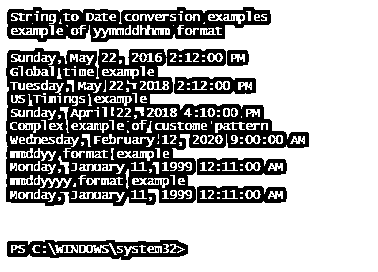 String to Date conversion examples
example of yymmddhhmm format
Sunday, May 22, 2016 2:12:00 PM
Global time example
Tuesday, May 22, 2018 2:12:00 PM
US Timings example
Sunday, April 22, 2018 4:10:00 PM
Complex example of custome pattern
Wednesday, February 12, 2020 9:00:00 AM
mmddyy format example
Monday, January 11, 1999 12:11:00 AM
mmddyyyy format example
Monday, January 11, 1999 12:11:00 AM
PS C:\WINDOWS\system32>